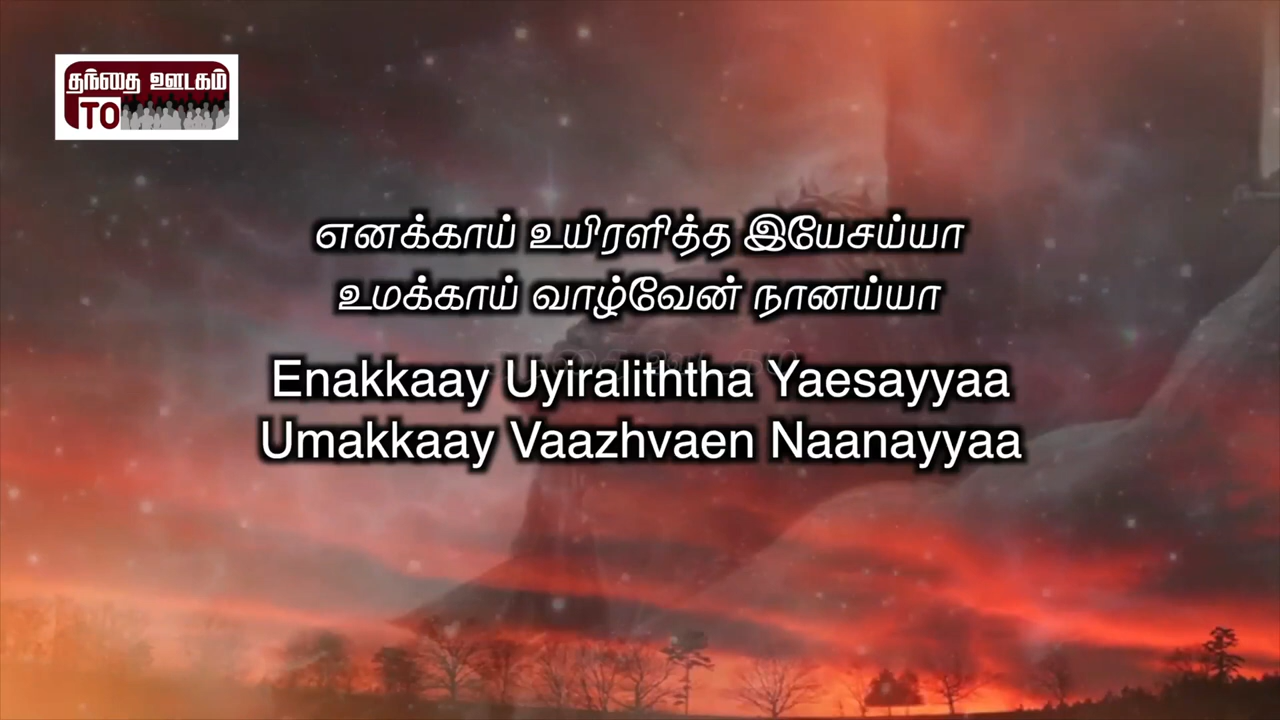 தந்தை ஊடகம்
TO
எனக்காய் உயிரளித்த இயேசய்யா
உமக்காய் வாழ்வேன் நானய்யா
Enakkaay Uyiraliththa Yaesayyaa
Umakkaay Vaazhvaen Naanayyaa